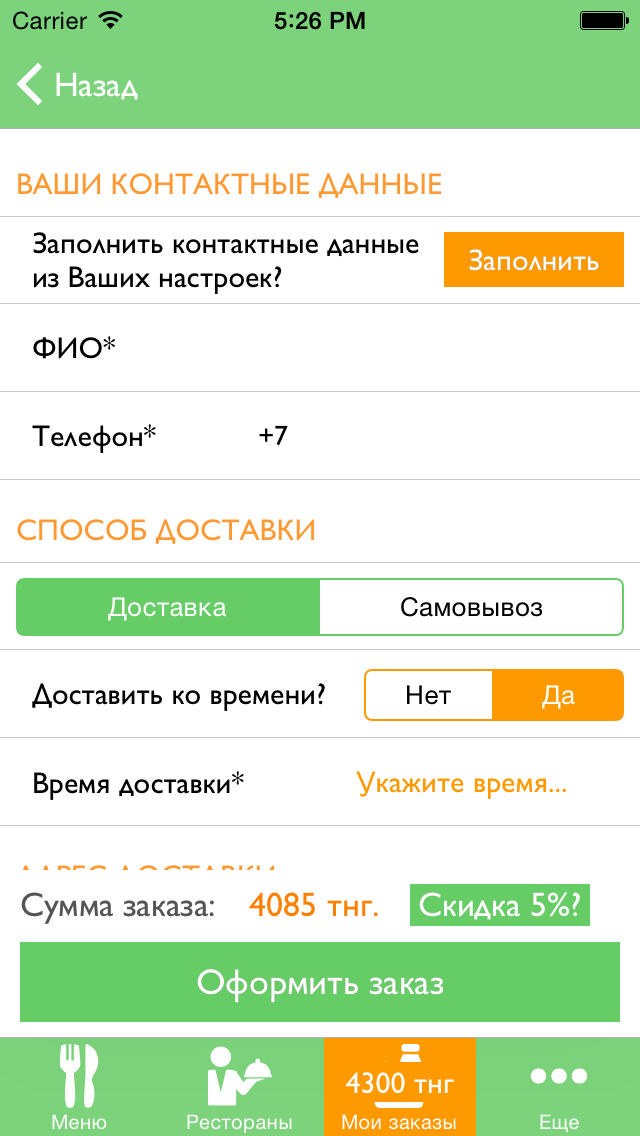 Carrier 5:26 PM
Назад
ВАШИ КОНТАКТНЫЕ ДАННЫЕ
Заполнить контактные данные
из Ваших настроек?
Заполнить
ФИО*
Телефон* +7
СПОСОБ ДОСТАВКИ
Доставка Самовывоз
Доставить ко времени? Нет Да
Время доставки* Укажите время...
АДРЕС ДОСТАВКИ
Сумма заказа: 4085 тнг. Скидка 5%?
Оформить заказ
4300 тнг
Меню Рестораны Мои заказы Еще